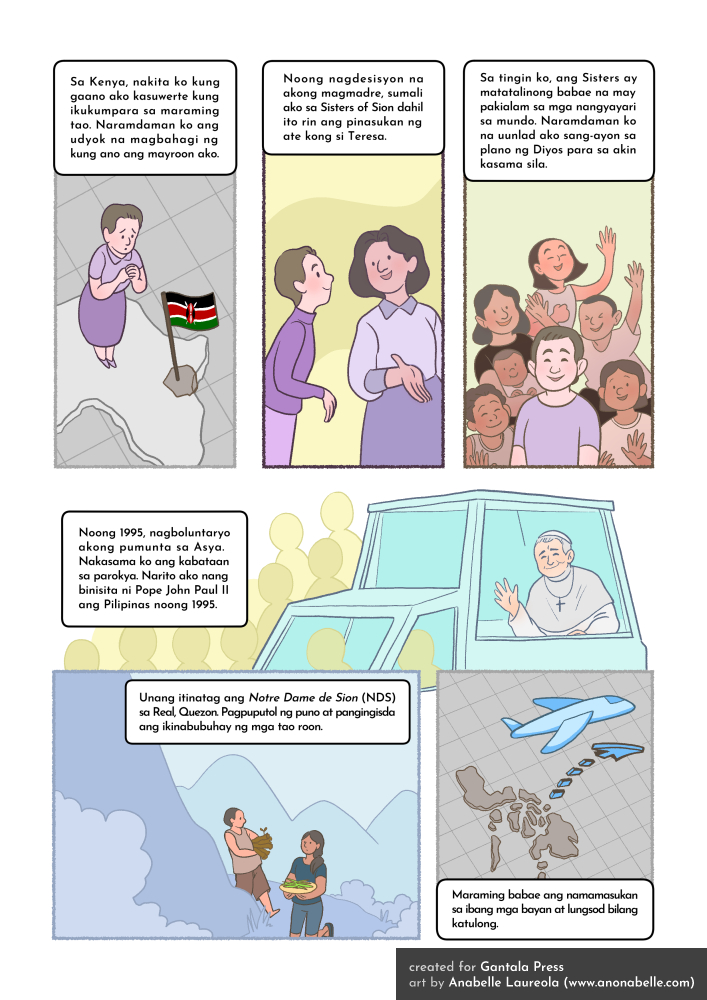 Sa Kenya, nakita ko kung
gaano ako kasuwerte kung
ikukumpara sa maraming
tao. Naramdaman ko ang
udyok na magbahagi ng
kung ano ang mayroon ako.
Noong nagdesisyon na
akong magmadre, sumali
ako sa Sisters of Sion dahil
ito rin ang pinasukan ng
ate kong si Teresa.
Sa tingin ko, ang Sisters ay
matatalinong babae na may
pakialam sa mga nangyayari
sa mundo. Naramdaman ko
na uunlad ako sang-ayon sa
plano ng Diyos para sa akin
kasama sila.
Noong 1995, nagboluntaryo
akong pumunta sa Asya.
Nakasama ko ang kabataan
sa parokya. Narito ako nang
binisita ni Pope John Paul II
ang Pilipinas noong 1995.
Unang itinatag ang Notre Dame de Sion (NDS)
sa Real, Quezon. Pagpuputol ng puno at pangingisda
ang ikinabubuhay ng mga tao roon.
Maraming babae ang namamasukan
sa ibang mga bayan at lungsod bilang
katulong.
created for Gantala Press
art by Anabelle Laureola (www.anonabelle.com)